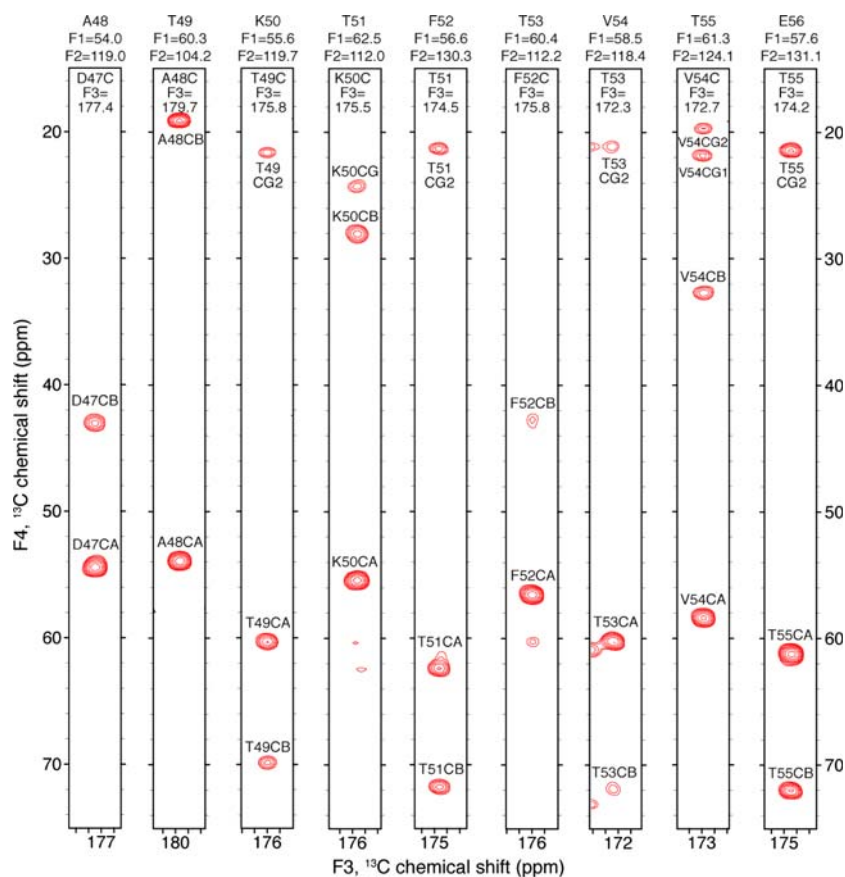 A48 T49 K50 T51 F52 T53 V54 T55 E56
F1=54.0 F1=60.3 F1=55.6 F1=62.5 F1=56.6 F1=60.4 F1=58.5 F1=61.3 F1=57.6
F2=119.0 F2=104.2 F2=119.7 F2=112.0 F2=130.3 F2=112.2 F2=118.4 F2=124.1 F2=131.1
D47C A48C T49C K50C T51 F52C T53 V54C T55
F3= F3= F3= F3= F3= F3= F3= F3= F3=
177.4 179.7 175.8 175.5 174.5 175.8 172.3 172.7 174.2
20 20
A48CB V54CG2
T49 K50CG T51 T53 V54CG1 T55
CG2 CG2 CG2 CG2
K50CB
30 30
V54CB
40 40
D47CB F52CB
50 50
D47CA A48CA K50CA F52CA V54CA
60 60
T49CA T51CA T53CA T55CA
70 70
T49CB T51CB T53CB T55CB
177 180 176 176 175 176 172 173 175
F4, ¹³C chemical shift (ppm)
F3, ¹³C chemical shift (ppm)